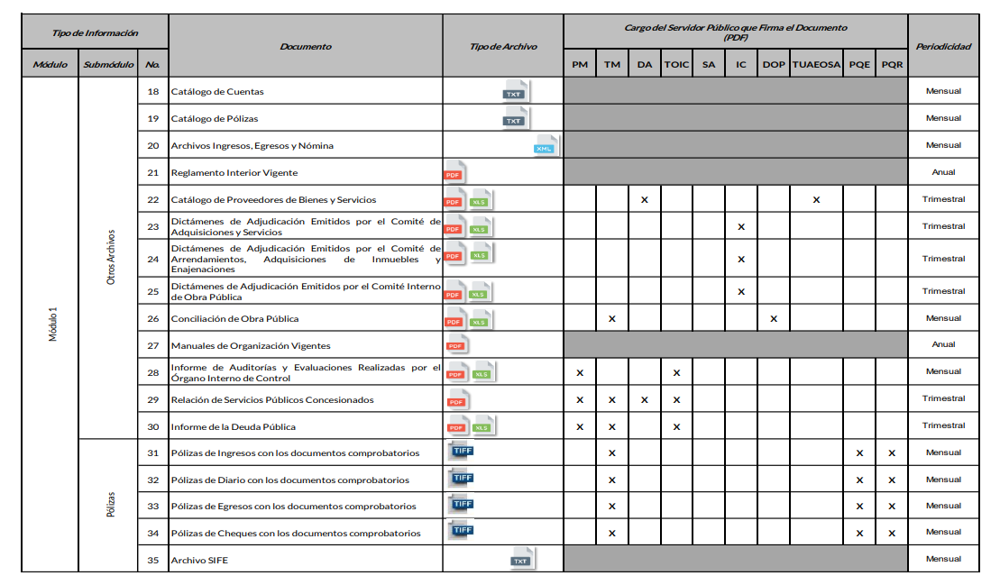 Tipo de Información
Documento
Tipo de Archivo
Cargo del Servidor Público que Firma el Documento
(PDF)
Periodicidad
Módulo Submódulo No. PM TM DA TOIC SA IC DOP TUAEOSA PQE PQR
Módulo 1
Otros Archivos
18 Catálogo de Cuentas TXT Mensual
19 Catálogo de Pólizas TXT Mensual
20 Archivos Ingresos, Egresos y Nómina XML Mensual
21 Reglamento Interior Vigente PDF Anual
22 Catálogo de Proveedores de Bienes y Servicios PDF XLS X X Trimestral
23 Dictámenes de Adjudicación Emitidos por el Comité de
Adquisiciones y Servicios PDF XLS X Trimestral
24 Dictámenes de Adjudicación Emitidos por el Comité de
Arrendamientos, Adquisiciones de Inmuebles y
Enajenaciones PDF XLS X Trimestral
25 Dictámenes de Adjudicación Emitidos por el Comité Interno
de Obra Pública PDF XLS X Trimestral
26 Conciliación de Obra Pública PDF XLS X X Mensual
27 Manuales de Organización Vigentes PDF Anual
28 Informe de Auditorías y Evaluaciones Realizadas por el
Órgano Interno de Control PDF XLS X X Mensual
29 Relación de Servicios Públicos Concesionados PDF X X X X Trimestral
30 Informe de la Deuda Pública PDF XLS X X X Trimestral
Pólizas
31 Pólizas de Ingresos con los documentos comprobatorios TIFF X X X Mensual
32 Pólizas de Diario con los documentos comprobatorios TIFF X X X Mensual
33 Pólizas de Egresos con los documentos comprobatorios TIFF X X X Mensual
34 Pólizas de Cheques con los documentos comprobatorios TIFF X X X Mensual
35 Archivo SIFE TXT Mensual